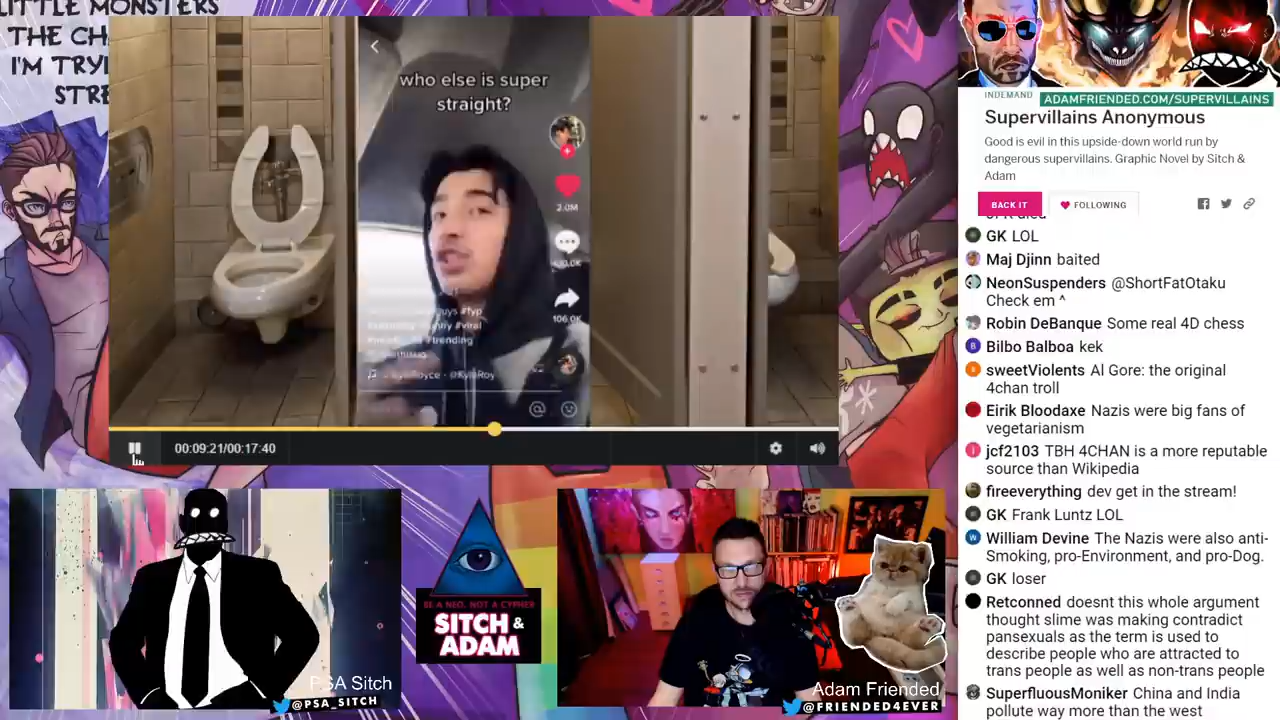 LITTLE MONSTERS
THE CH
I'M TRYI
STRE
who else is super
straight?
2.0M
106.0K
#fyp
#viral
#trending
00:09:21/00:17:40
INDEMAND
ADAMFRIENDED.COM/SUPERVILLAINS
Supervillains Anonymous
Good is evil in this upside-down world run by
dangerous supervillains. Graphic Novel by Sitch &
Adam
BACK IT
FOLLOWING
GK LOL
Maj Djinn baited
NeonSuspenders @ShortFatOtaku
Check em ^
Robin DeBanque Some real 4D chess
Bilbo Balboa kek
sweetViolents Al Gore: the original
4chan troll
Eirik Bloodaxe Nazis were big fans of
vegetarianism
jcf2103 TBH 4CHAN is a more reputable
source than Wikipedia
fireeverything dev get in the stream!
GK Frank Luntz LOL
William Devine The Nazis were also anti-
Smoking, pro-Environment, and pro-Dog.
GK loser
Retconned doesnt this whole argument
thought slime was making contradict
pansexuals as the term is used to
describe people who are attracted to
trans people as well as non-trans people
SuperfluousMoniker China and India
pollute way more than the west
PSA Sitch
@PSA_SITCH
BE A NEO, NOT A CYPHER
SITCH &
ADAM
Adam Friended
@FRIENDED4EVER